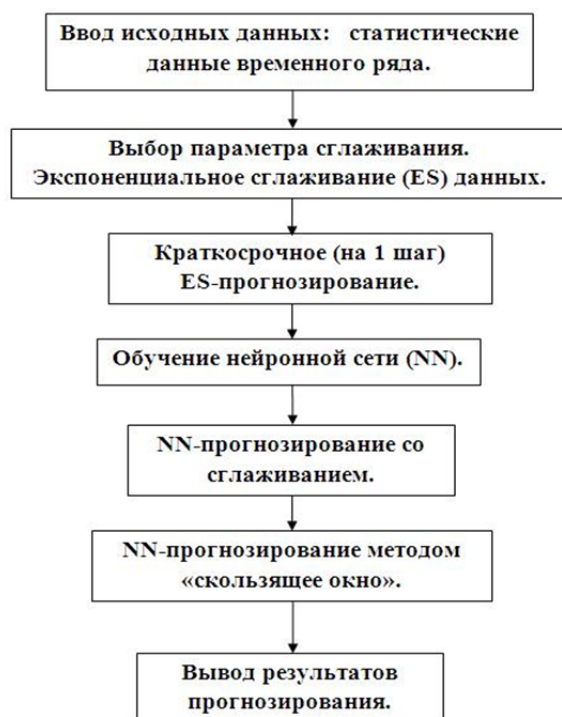 Ввод исходных данных: статистические
данные временного ряда.
Выбор параметра сглаживания.
Экспоненциальное сглаживание (ES) данных.
Краткосрочное (на 1 шаг)
ES-прогнозирование.
Обучение нейронной сети (NN).
NN-прогнозирование со
сглаживанием.
NN-прогнозирование методом
«скользящее окно».
Вывод результатов
прогнозирования.